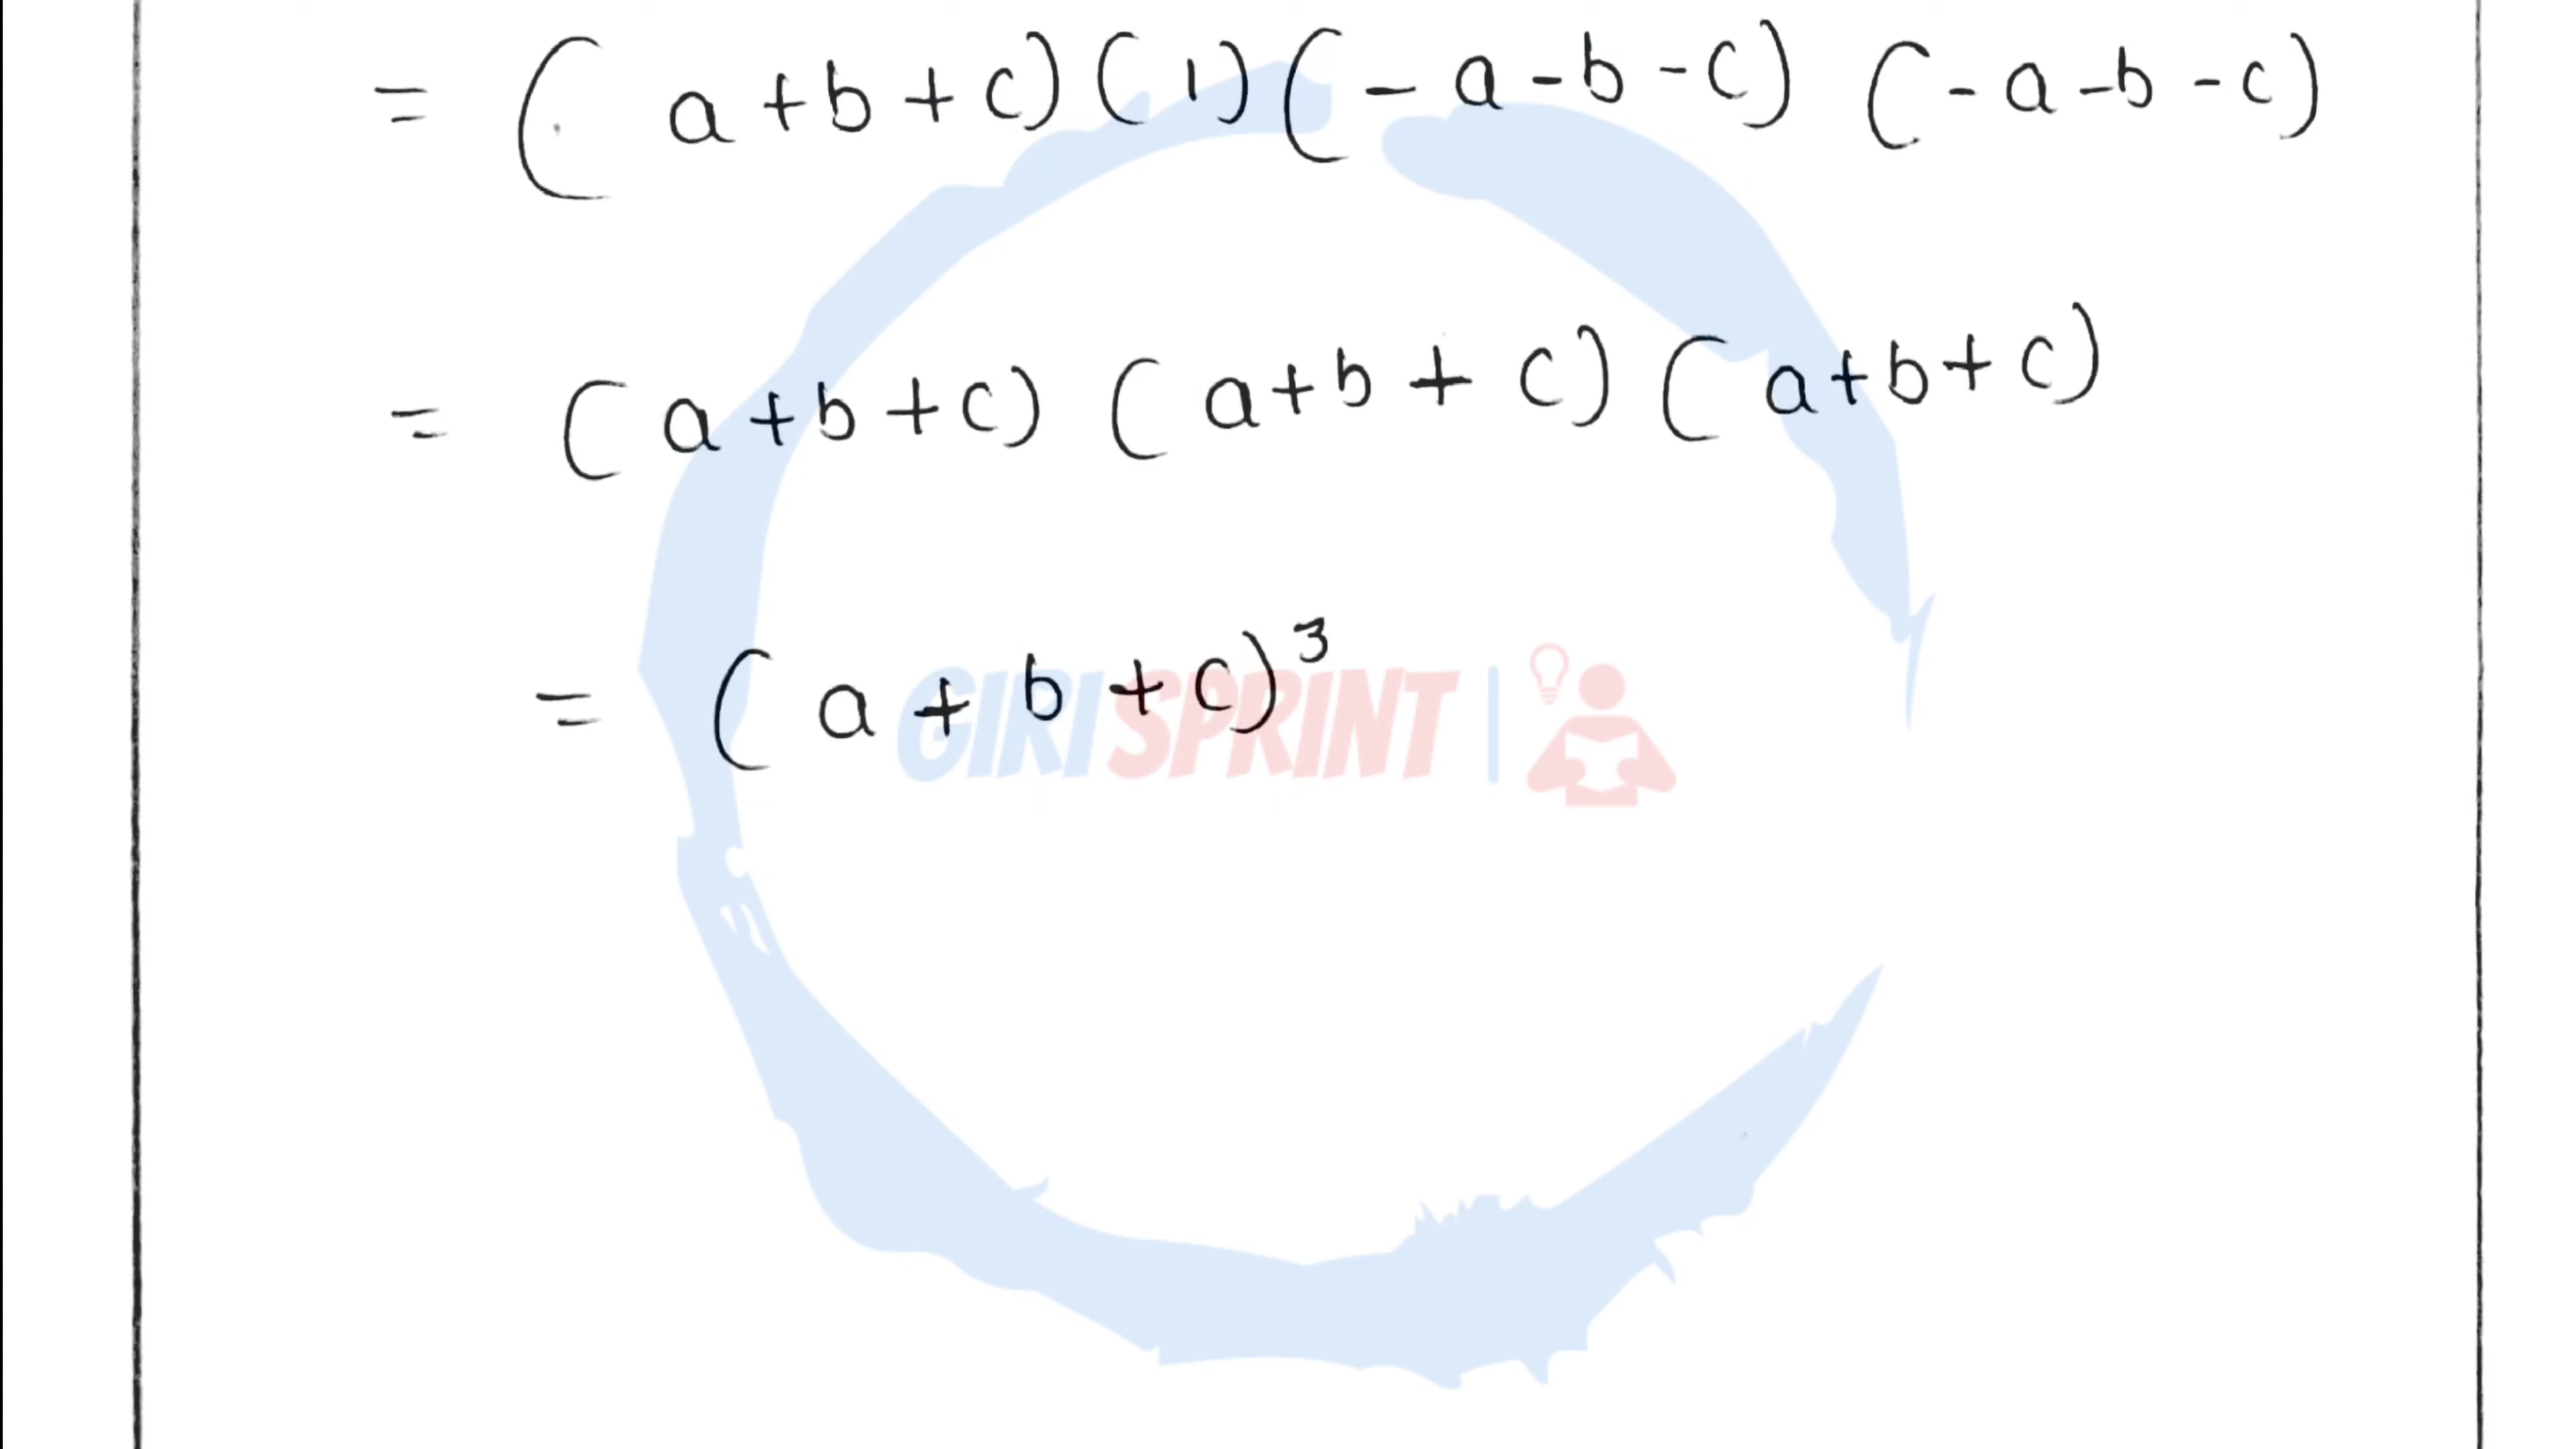 = ( a+b+c) (1) (-a-b-c) (-a-b-c)
= (a+b+c) (a+b+c) (a+b+c)
= (a+b+c)³
GIRISPRINT